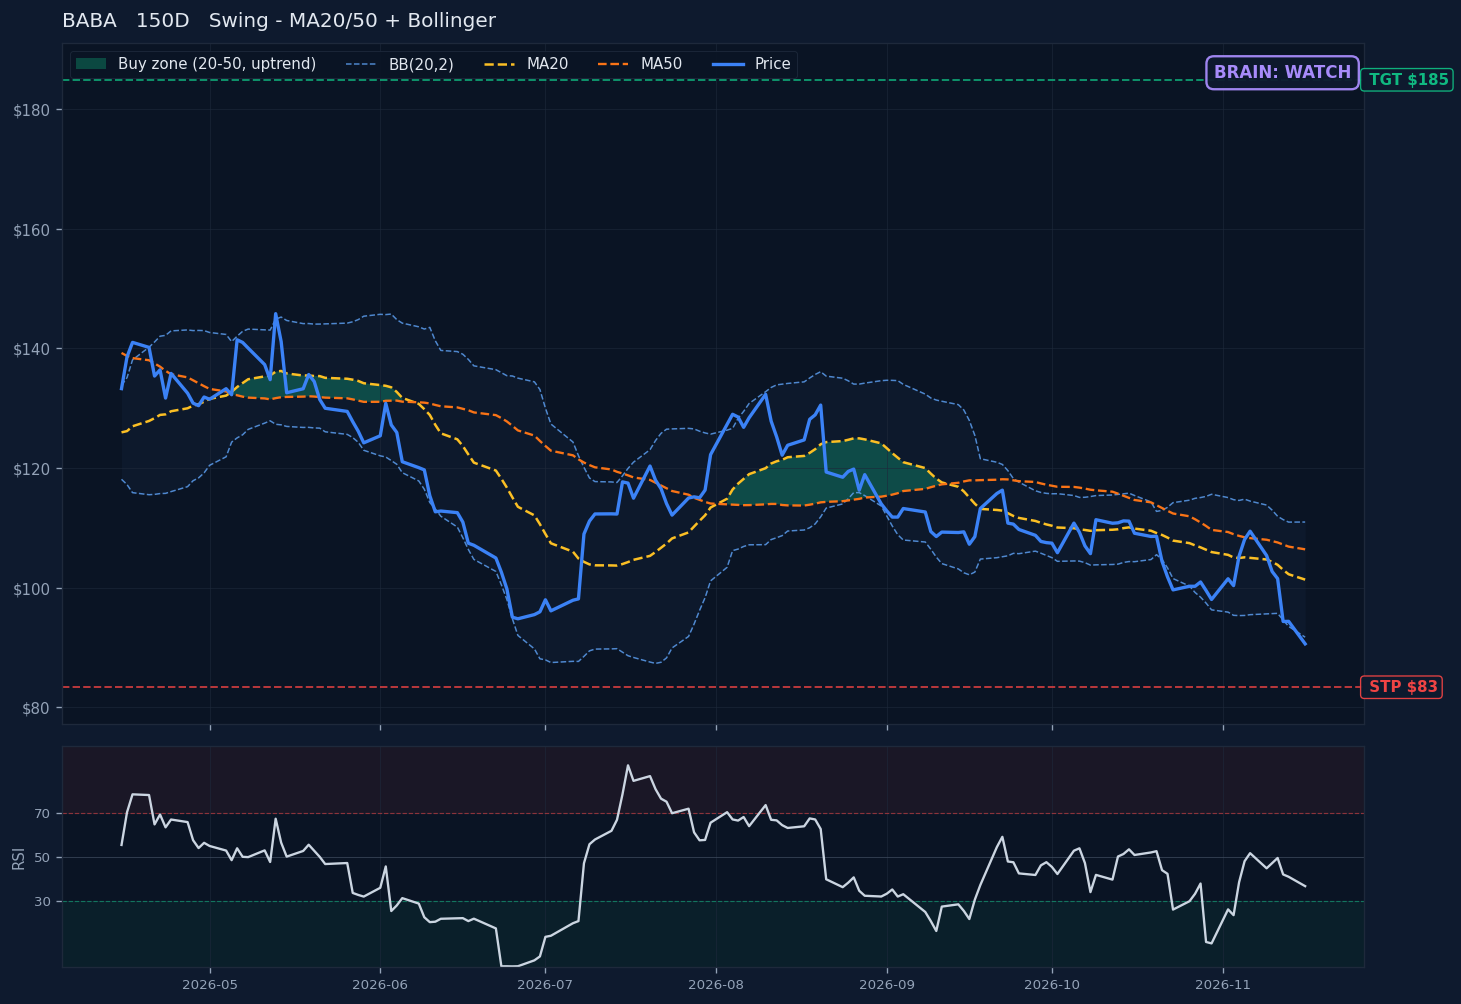 BABA   150D   Swing - MA20/50 + Bollinger
Buy zone (20-50, uptrend)   BB(20,2)   MA20   MA50   Price
BRAIN: WATCH
TGT $185
$180
$160
$140
$120
$100
$80
STP $83
RSI
70
50
30
2026-05   2026-06   2026-07   2026-08   2026-09   2026-10   2026-11